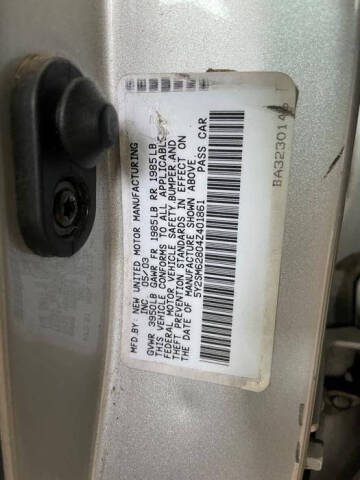 MFD.BY: NEW UNITED MOTOR MANUFACTURING
INC 05/03
GVWR 3950LB GAWR FR 1985LB RR 1985LB
THIS VEHICLE CONFORMS TO ALL APPLICABLE
FEDERAL MOTOR VEHICLE SAFETY,BUMPER,AND
THEFT PREVENTION STANDARDS IN EFFECT ON
THE DATE OF MANUFACTURE SHOWN ABOVE.
5Y2SM62804Z401861 PASS CAR
BA32301